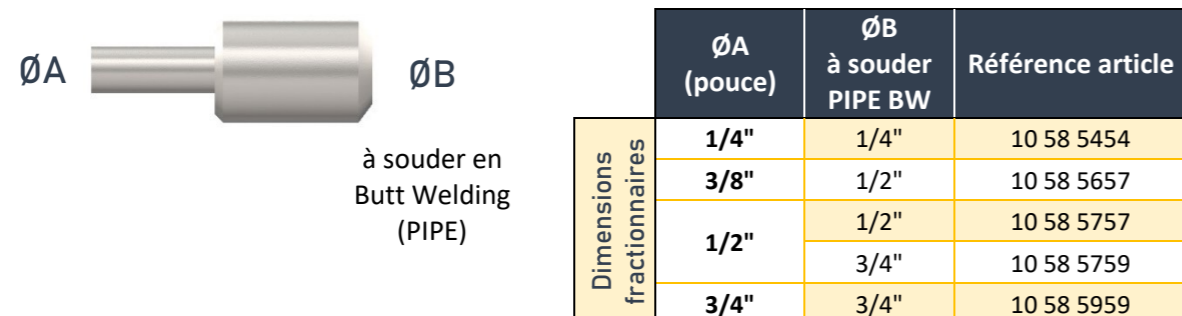 ØA
ØB
à souder en
Butt Welding
(PIPE)
ØA
(pouce)
ØB
à souder
PIPE BW
Référence article
Dimensions
fractionnaires
1/4" 1/4" 10 58 5454
3/8" 1/2" 10 58 5657
1/2" 1/2" 10 58 5757
3/4" 10 58 5759
3/4" 3/4" 10 58 5959